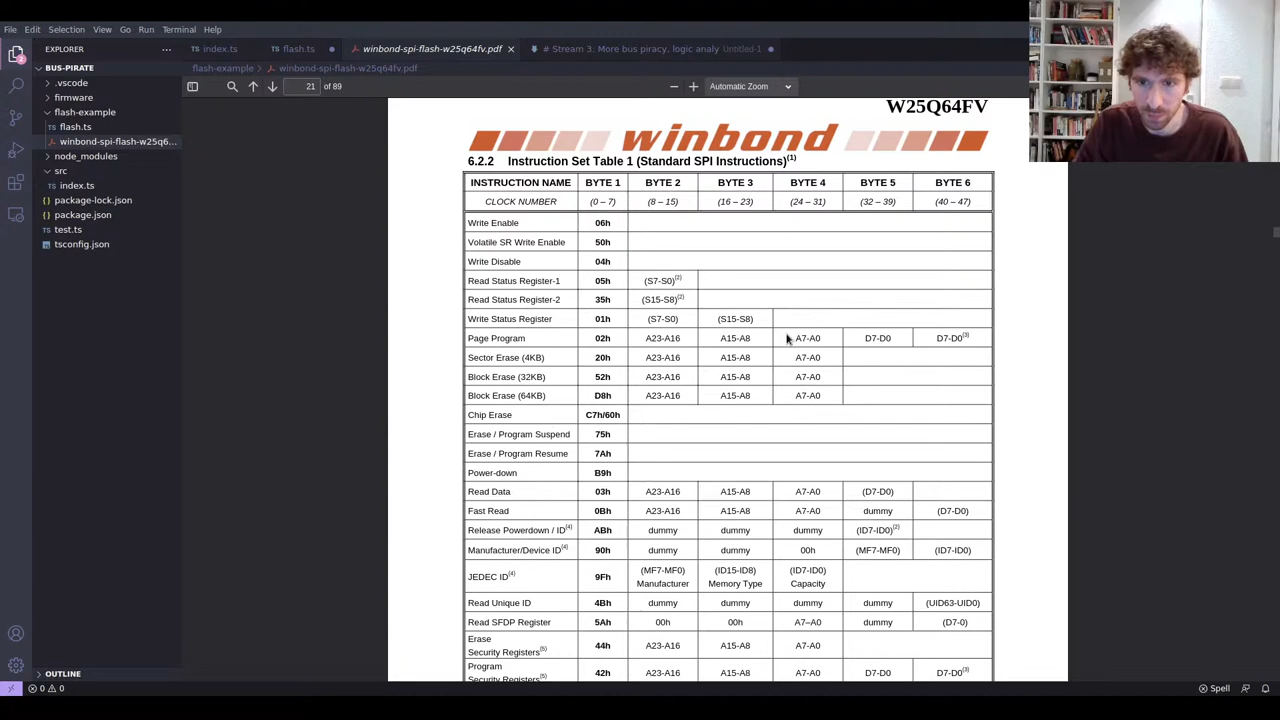 File Edit Selection View Go Run Terminal Help
EXPLORER
index.ts
flash.ts
winbond-spi-flash-w25q64fv.pdf
# Stream 3: More bus piracy. logic analy Untitled-1
BUS-PIRATE
.vscode
firmware
flash-example
flash.ts
winbond-spi-flash-w25q6...
node_modules
src
index.ts
package-lock.json
package.json
test.ts
tsconfig.json
OUTLINE
0 0
flash-example > winbond-spi-flash-w25q64fv.pdf
21 of 89
Automatic Zoom
W25Q64FV
winbond
6.2.2 Instruction Set Table 1 (Standard SPI Instructions)(1)
INSTRUCTION NAME BYTE 1 BYTE 2 BYTE 3 BYTE 4 BYTE 5 BYTE 6
CLOCK NUMBER (0 – 7) (8 – 15) (16 – 23) (24 – 31) (32 – 39) (40 – 47)
Write Enable 06h
Volatile SR Write Enable 50h
Write Disable 04h
Read Status Register-1 05h (S7-S0)(2)
Read Status Register-2 35h (S15-S8)(2)
Write Status Register 01h (S7-S0) (S15-S8)
Page Program 02h A23-A16 A15-A8 A7-A0 D7-D0 D7-D0(3)
Sector Erase (4KB) 20h A23-A16 A15-A8 A7-A0
Block Erase (32KB) 52h A23-A16 A15-A8 A7-A0
Block Erase (64KB) D8h A23-A16 A15-A8 A7-A0
Chip Erase C7h/60h
Erase / Program Suspend 75h
Erase / Program Resume 7Ah
Power-down B9h
Read Data 03h A23-A16 A15-A8 A7-A0 (D7-D0)
Fast Read 0Bh A23-A16 A15-A8 A7-A0 dummy (D7-D0)
Release Powerdown / ID(4) ABh dummy dummy dummy (ID7-ID0)(2)
Manufacturer/Device ID(4) 90h dummy dummy 00h (MF7-MF0) (ID7-ID0)
JEDEC ID(4) 9Fh (MF7-MF0) Manufacturer (ID15-ID8) Memory Type (ID7-ID0) Capacity
Read Unique ID 4Bh dummy dummy dummy dummy (UID63-UID0)
Read SFDP Register 5Ah 00h 00h A7–A0 dummy (D7-0)
Erase Security Registers(5) 44h A23-A16 A15-A8 A7-A0
Program Security Registers(5) 42h A23-A16 A15-A8 A7-A0 D7-D0 D7-D0(3)
Spell